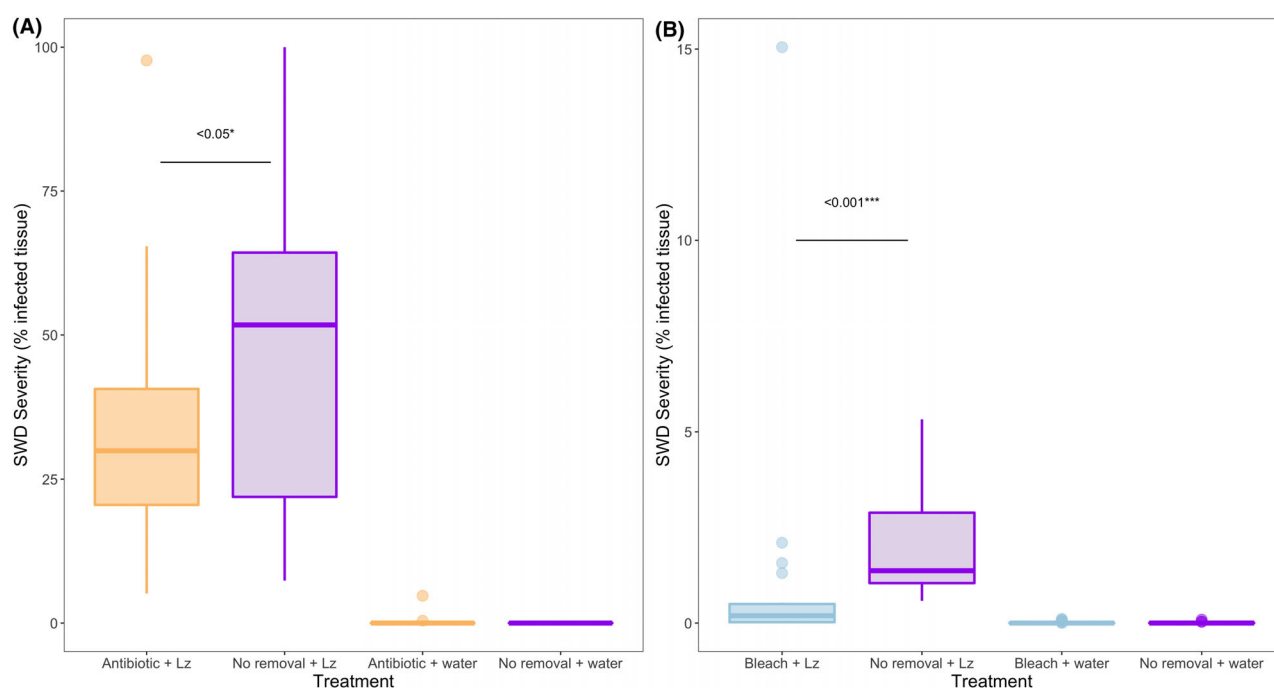 (A)
SWD Severity (% infected tissue)
100
75
50
25
0
<0.05*
Antibiotic + Lz
No removal + Lz
Antibiotic + water
No removal + water
Treatment
(B)
SWD Severity (% infected tissue)
15
10
5
0
<0.001***
Bleach + Lz
No removal + Lz
Bleach + water
No removal + water
Treatment